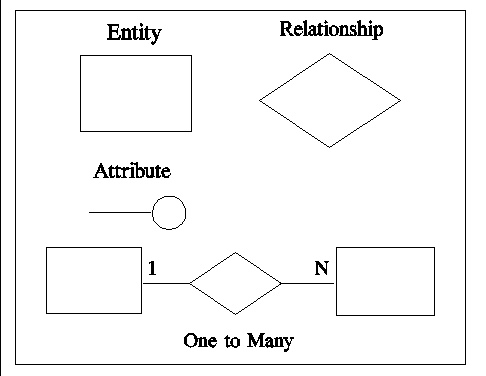 Entity
Relationship
Attribute
1
N
One to Many